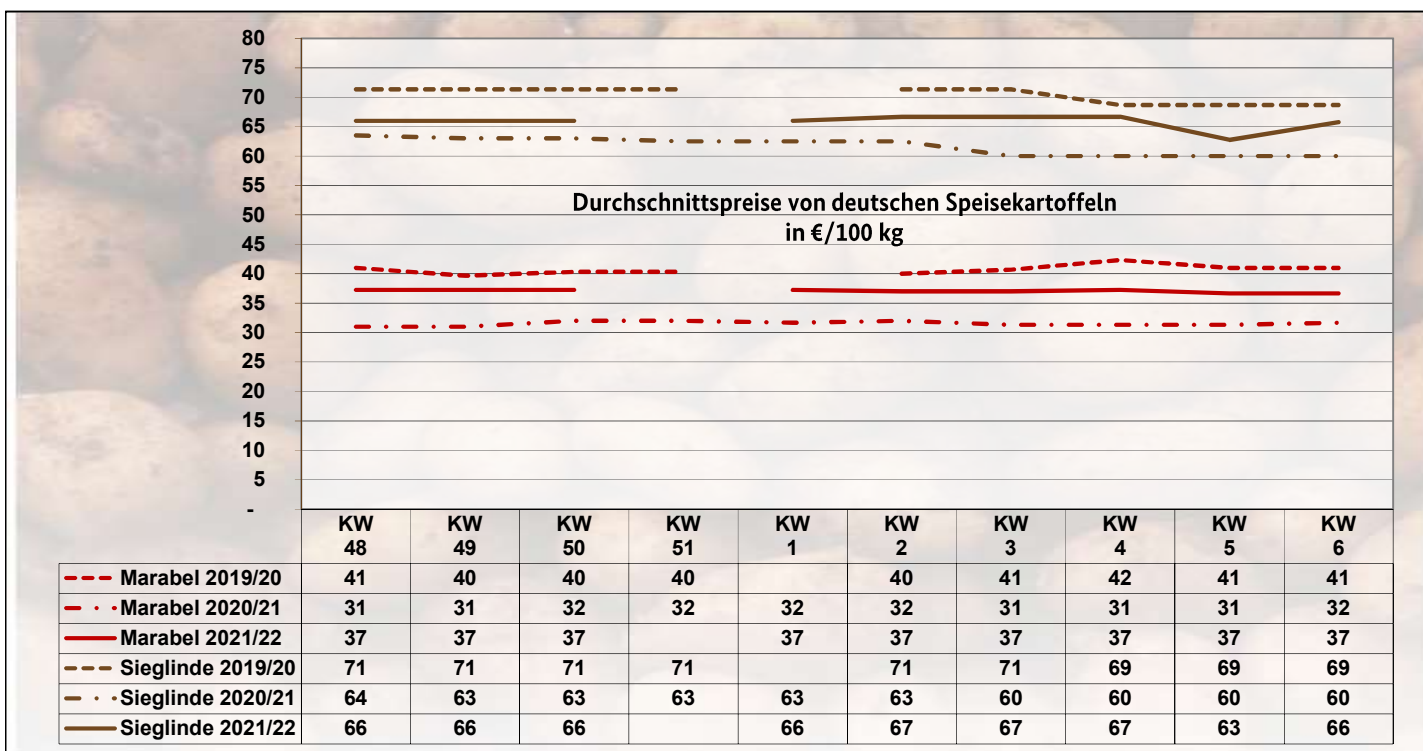 80
75
70
65
60
55
50
45
40
35
30
25
20
15
10
5
-
Durchschnittspreise von deutschen Speisekartoffeln
in €/100 kg
KW 48 KW 49 KW 50 KW 51 KW 1 KW 2 KW 3 KW 4 KW 5 KW 6
Marabel 2019/20 41 40 40 40 40 41 42 41 41
Marabel 2020/21 31 31 32 32 32 32 31 31 31 32
Marabel 2021/22 37 37 37 37 37 37 37 37 37
Sieglinde 2019/20 71 71 71 71 71 71 69 69 69
Sieglinde 2020/21 64 63 63 63 63 63 60 60 60 60
Sieglinde 2021/22 66 66 66 66 67 67 67 63 66